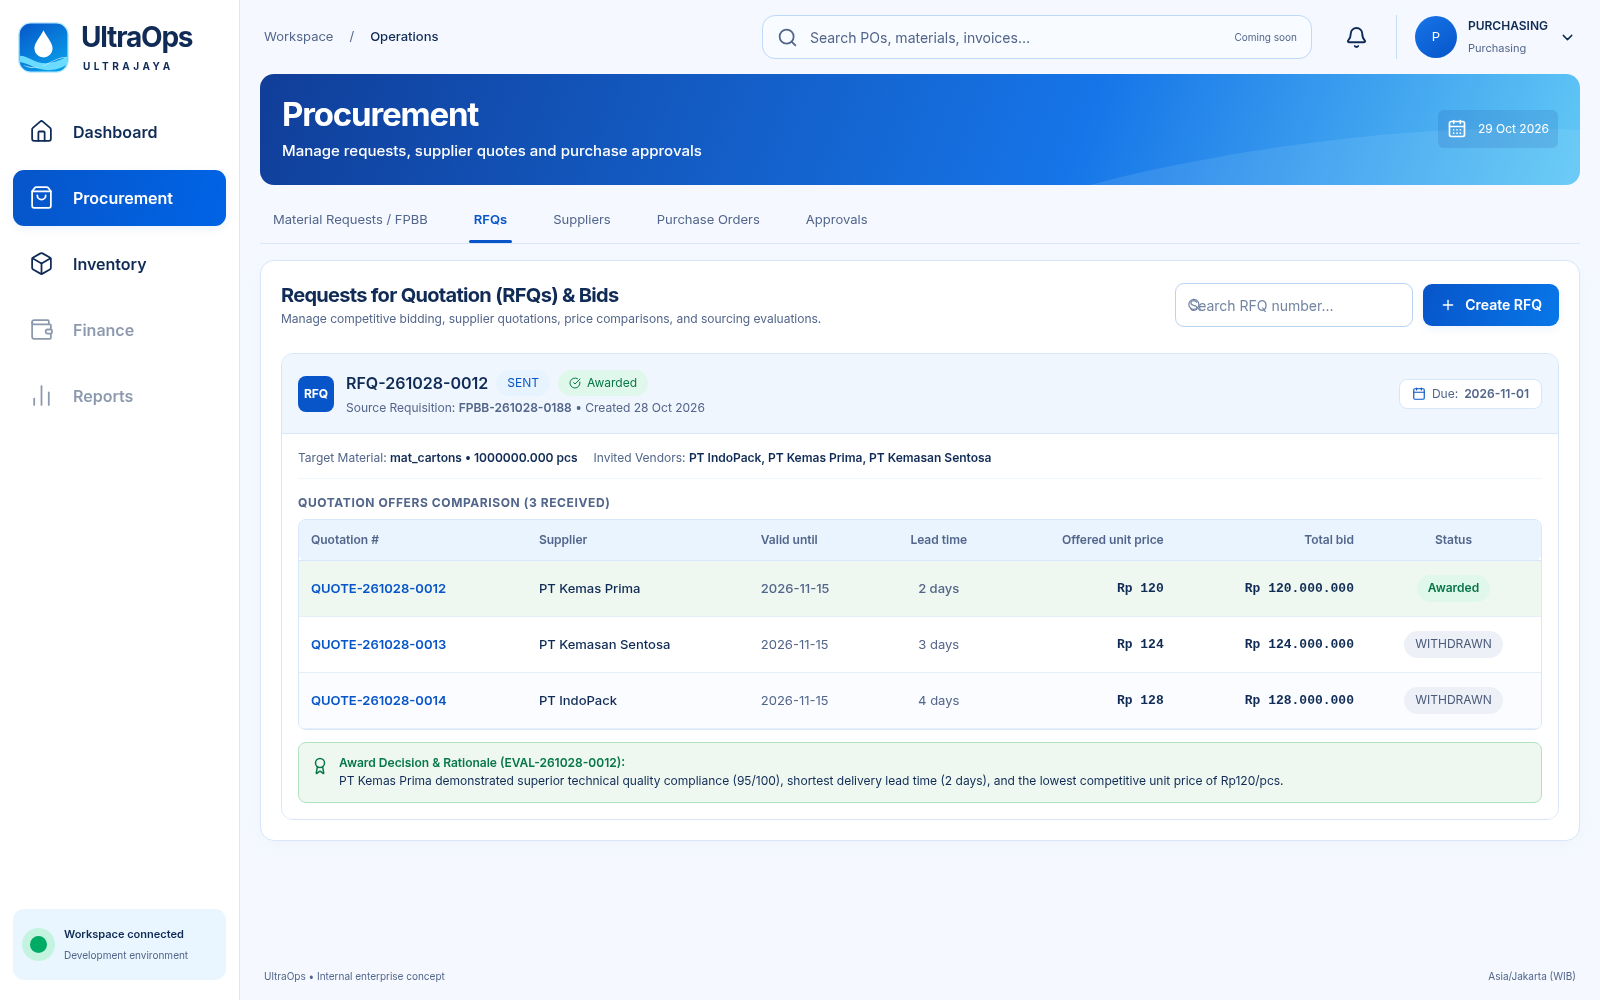 UltraOps
ULTRAJAYA
Workspace / Operations
Search POs, materials, invoices...
Coming soon
P
PURCHASING
Purchasing
Dashboard
Procurement
Inventory
Finance
Reports
Procurement
Manage requests, supplier quotes and purchase approvals
29 Oct 2026
Material Requests / FPBB RFQs Suppliers Purchase Orders Approvals
Requests for Quotation (RFQs) & Bids
Manage competitive bidding, supplier quotations, price comparisons, and sourcing evaluations.
Search RFQ number...
+ Create RFQ
RFQ
RFQ-261028-0012 SENT Awarded
Source Requisition: FPBB-261028-0188 • Created 28 Oct 2026
Due: 2026-11-01
Target Material: mat_cartons • 1000000.000 pcs Invited Vendors: PT IndoPack, PT Kemas Prima, PT Kemasan Sentosa
QUOTATION OFFERS COMPARISON (3 RECEIVED)
Quotation # Supplier Valid until Lead time Offered unit price Total bid Status
QUOTE-261028-0012 PT Kemas Prima 2026-11-15 2 days Rp 120 Rp 120.000.000 Awarded
QUOTE-261028-0013 PT Kemasan Sentosa 2026-11-15 3 days Rp 124 Rp 124.000.000 WITHDRAWN
QUOTE-261028-0014 PT IndoPack 2026-11-15 4 days Rp 128 Rp 128.000.000 WITHDRAWN
Award Decision & Rationale (EVAL-261028-0012):
PT Kemas Prima demonstrated superior technical quality compliance (95/100), shortest delivery lead time (2 days), and the lowest competitive unit price of Rp120/pcs.
Workspace connected
Development environment
UltraOps • Internal enterprise concept
Asia/Jakarta (WIB)